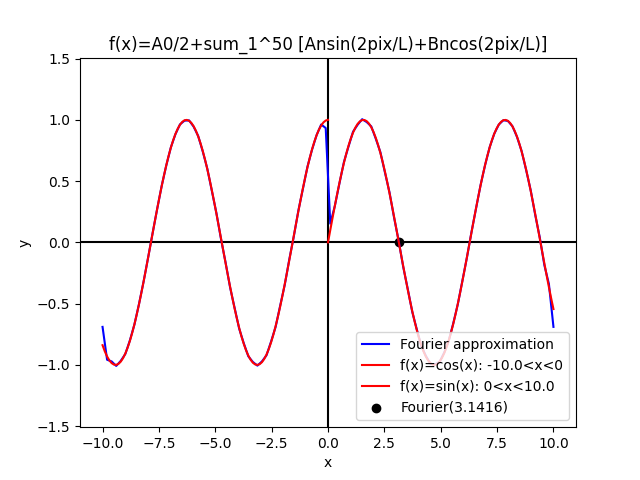 f(x)=A0/2+sum_1^50 [Ansin(2pix/L)+Bncos(2pix/L)]
1.5
1.0
0.5
0.0
−0.5
−1.0
−1.5
y
Fourier approximation
f(x)=cos(x): -10.0<x<0
f(x)=sin(x): 0<x<10.0
Fourier(3.1416)
−10.0 −7.5 −5.0 −2.5 0.0 2.5 5.0 7.5 10.0
x